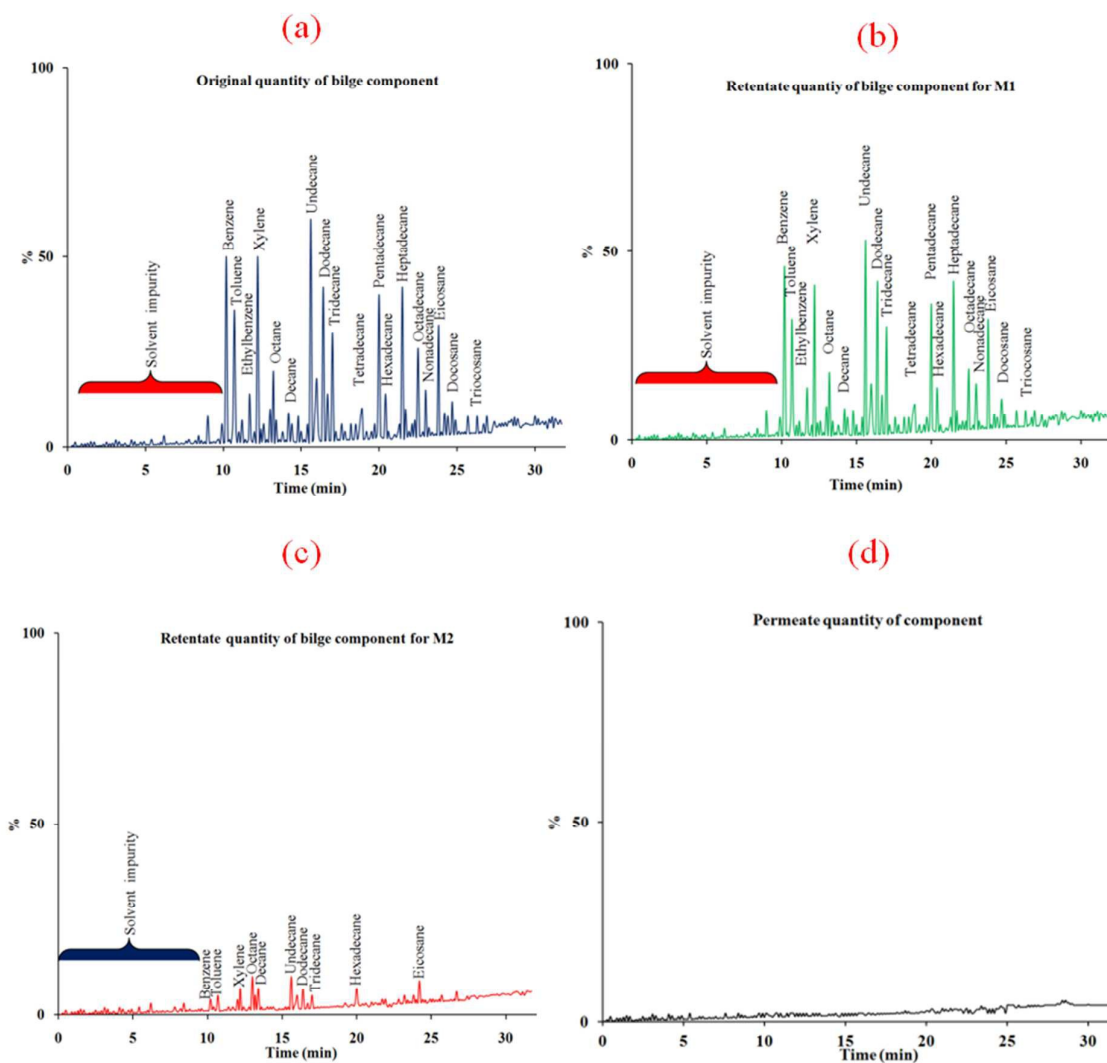 (a)
Original quantity of bilge component
100
50
0
%
Solvent impurity
Benzene
Toluene
Ethylbenzene
Xylene
Octane
Decane
Undecane
Dodecane
Tridecane
Tetradecane
Pentadecane
Hexadecane
Heptadecane
Octadecane
Nonadecane
Eicosane
Docosane
Triocosane
0 5 10 15 20 25 30
Time (min)
(b)
Retentate quantiy of bilge component for M1
100
50
0
%
Solvent impurity
Benzene
Toluene
Ethylbenzene
Xylene
Octane
Decane
Undecane
Dodecane
Tridecane
Tetradecane
Pentadecane
Hexadecane
Heptadecane
Octadecane
Nonadecane
Eicosane
Docosane
Triocosane
0 5 10 15 20 25 30
Time (min)
(c)
Retentate quantity of bilge component for M2
100
50
0
%
Solvent impurity
Benzene
Toluene
Xylene
Octane
Decane
Undecane
Dodecane
Tridecane
Hexadecane
Eicosane
0 5 10 15 20 25 30
Time (min)
(d)
Permeate quantity of component
100
50
0
%
0 5 10 15 20 25 30
Time (min)